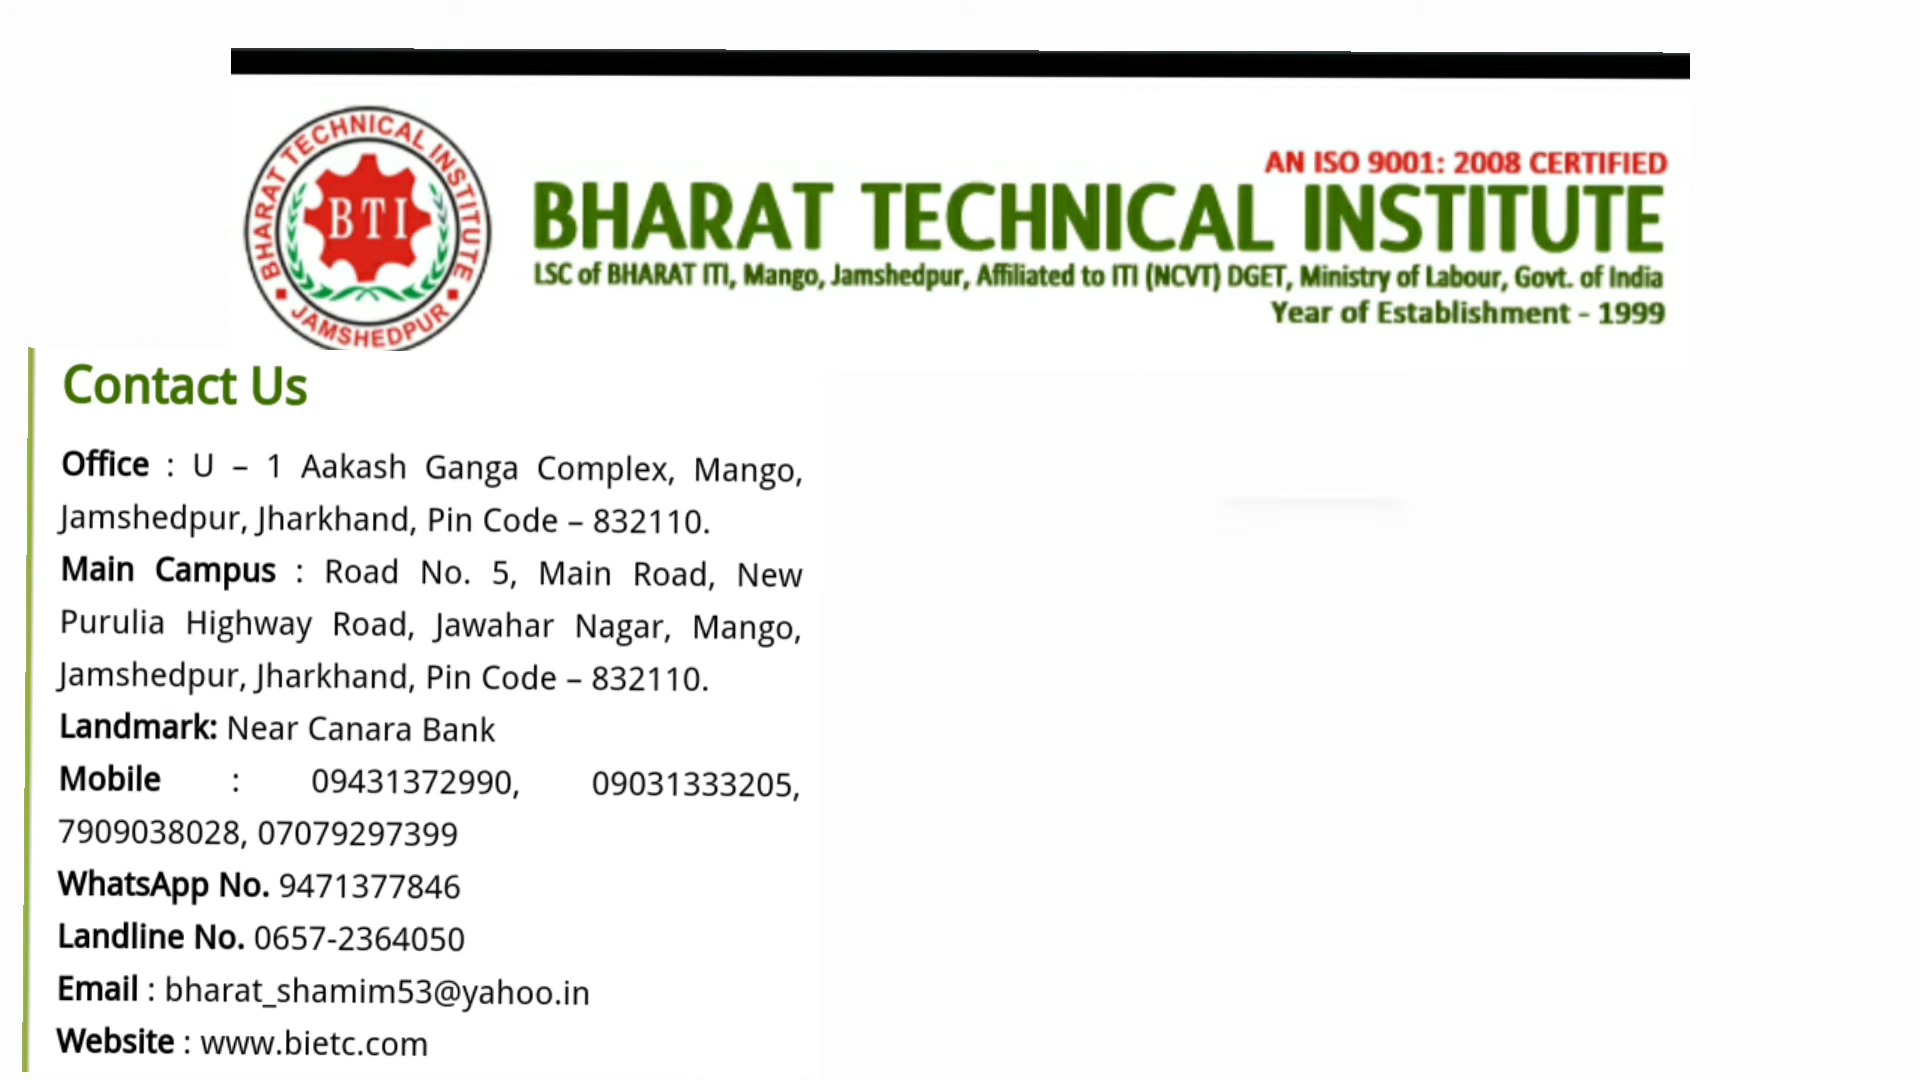 BHARAT TECHNICAL INSTITUTE
BTI
JAMSHEDPUR
AN ISO 9001: 2008 CERTIFIED
BHARAT TECHNICAL INSTITUTE
LSC of BHARAT ITI, Mango, Jamshedpur, Affiliated to ITI (NCVT) DGET, Ministry of Labour, Govt. of India
Year of Establishment - 1999
Contact Us
Office : U – 1 Aakash Ganga Complex, Mango,
Jamshedpur, Jharkhand, Pin Code – 832110.
Main Campus : Road No. 5, Main Road, New
Purulia Highway Road, Jawahar Nagar, Mango,
Jamshedpur, Jharkhand, Pin Code – 832110.
Landmark: Near Canara Bank
Mobile : 09431372990, 09031333205,
7909038028, 07079297399
WhatsApp No. 9471377846
Landline No. 0657-2364050
Email : bharat_shamim53@yahoo.in
Website : www.bietc.com